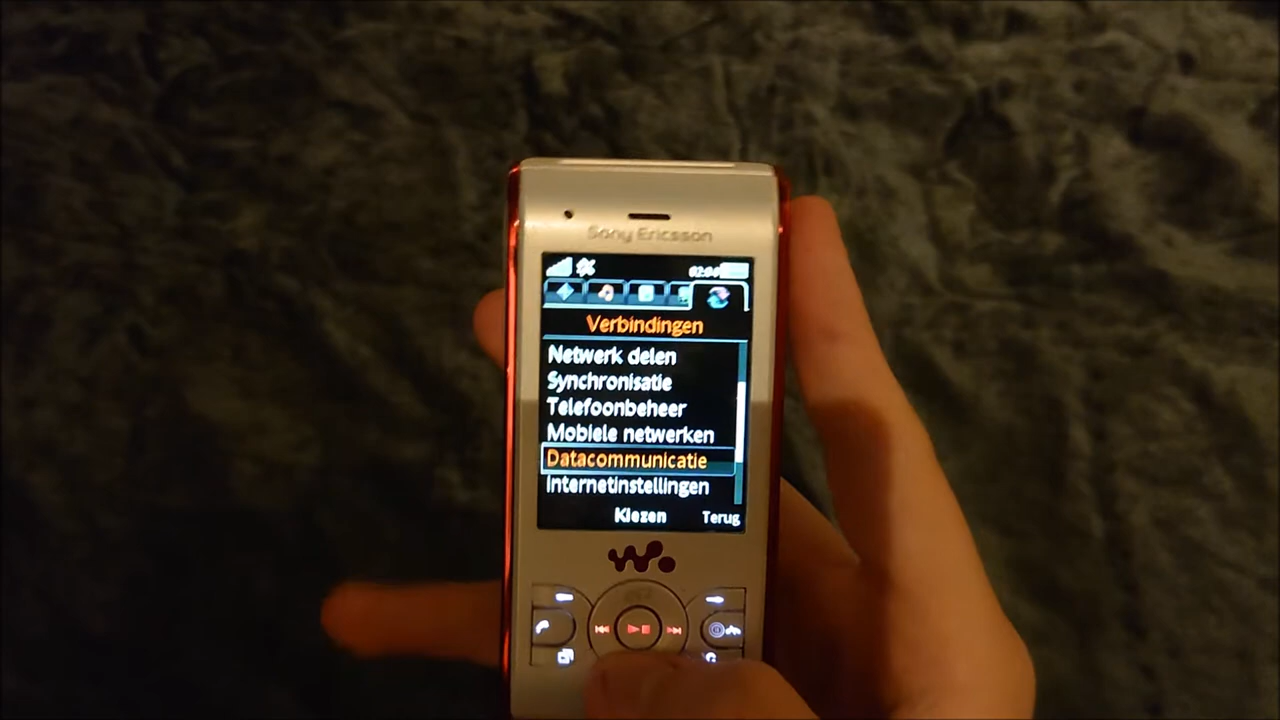 Sony Ericsson
Verbindingen
Netwerk delen
Synchronisatie
Telefoonbeheer
Mobiele netwerken
Datacommunicatie
Internetinstellingen
Kiezen Terug